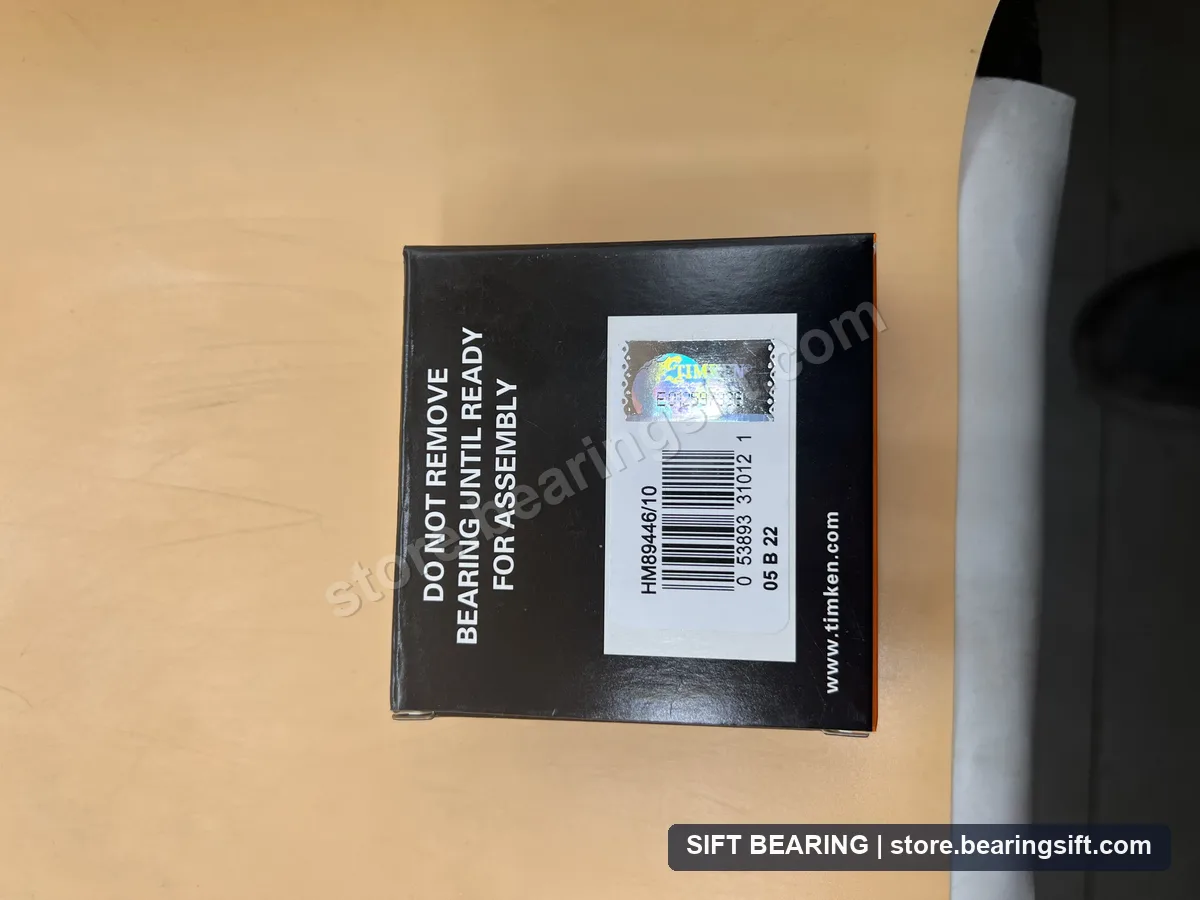 DO NOT REMOVE
BEARING UNTIL READY
FOR ASSEMBLY
TIMKEN
HM89446/10
0 53893 31012 1
05 B 22
www.timken.com
store.bearingsift.com
SIFT BEARING | store.bearingsift.com